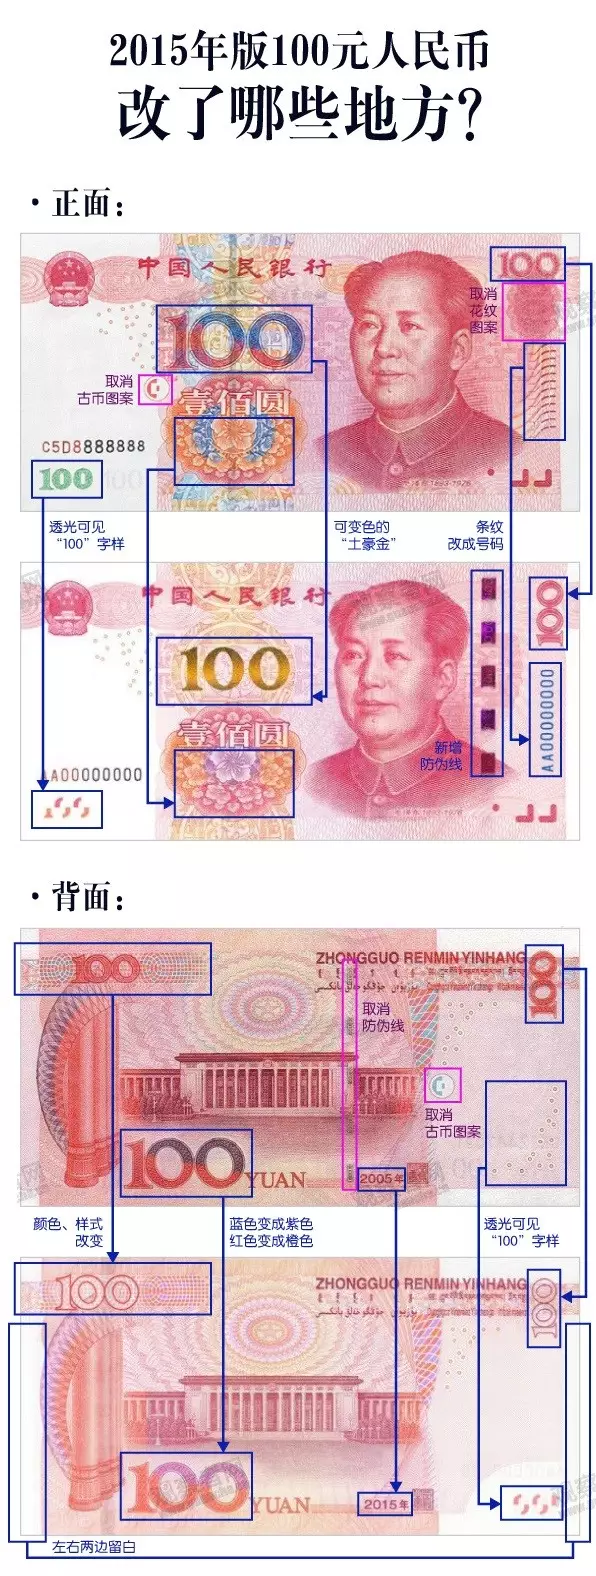 2015年版100元人民币
改了哪些地方?
·正面:
中国人民银行
100
取消
花纹
图案
100
取消
古币图案
壹佰圆
C5D8888888
100
透光可见
“100”字样
可变色的
“土豪金”
条纹
改成号码
中国人民银行
100
100
壹佰圆
新增
防伪线
AA00000000
AA00000000
·背面:
100
ZHONGGUO RENMIN YINHANG
100
取消
防伪线
取消
古币图案
100
YUAN
2005年
颜色、样式
改变
蓝色变成紫色
红色变成橙色
透光可见
“100”字样
100
ZHONGGUO RENMIN YINHANG
100
100
YUAN
2015年
左右两边留白